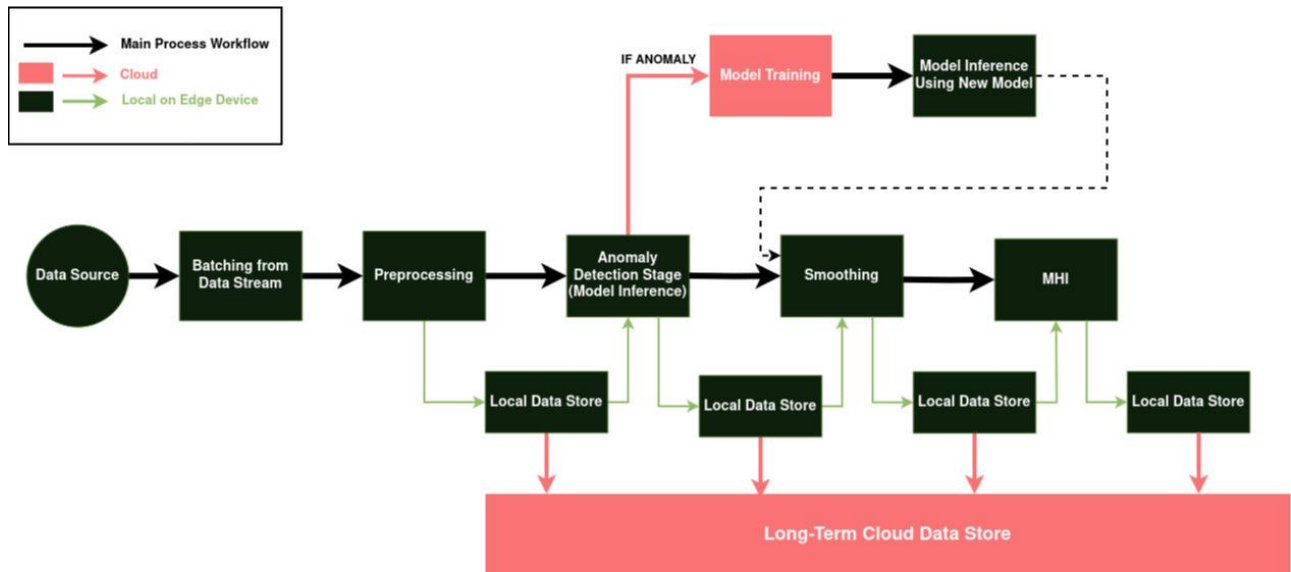 Main Process Workflow
Cloud
Local on Edge Device
IF ANOMALY
Model Training
Model Inference
Using New Model
Data Source
Batching from
Data Stream
Preprocessing
Anomaly
Detection Stage
(Model Inference)
Smoothing
MHI
Local Data Store
Local Data Store
Local Data Store
Local Data Store
Long-Term Cloud Data Store